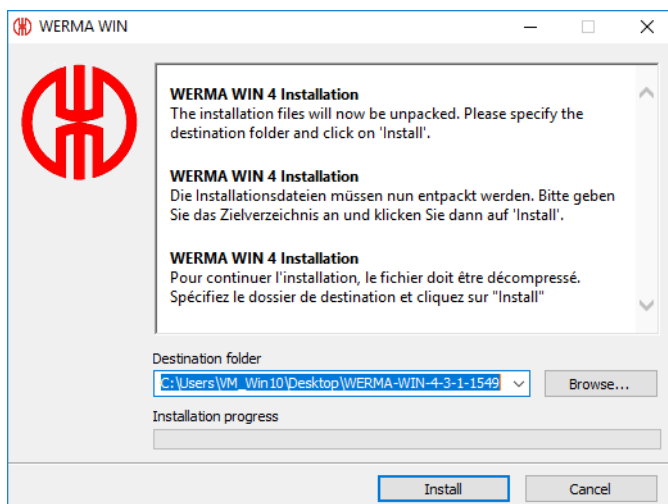 WERMA WIN
WERMA WIN 4 Installation
The installation files will now be unpacked. Please specify the
destination folder and click on 'Install'.
WERMA WIN 4 Installation
Die Installationsdateien müssen nun entpackt werden. Bitte geben
Sie das Zielverzeichnis an und klicken Sie dann auf 'Install'.
WERMA WIN 4 Installation
Pour continuer l'installation, le fichier doit être décompressé.
Spécifiez le dossier de destination et cliquez sur "Install"
Destination folder
C:\Users\VM_Win10\Desktop\WERMA-WIN-4-3-1-1549
Browse...
Installation progress
Install
Cancel